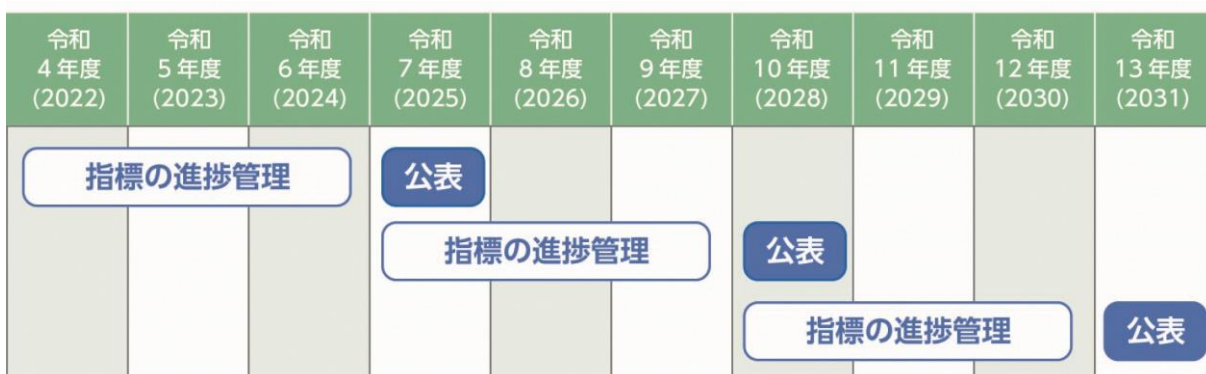 令和
4年度
(2022)
令和
5年度
(2023)
令和
6年度
(2024)
令和
7年度
(2025)
令和
8年度
(2026)
令和
9年度
(2027)
令和
10年度
(2028)
令和
11年度
(2029)
令和
12年度
(2030)
令和
13年度
(2031)
指標の進捗管理
公表
指標の進捗管理
公表
指標の進捗管理
公表